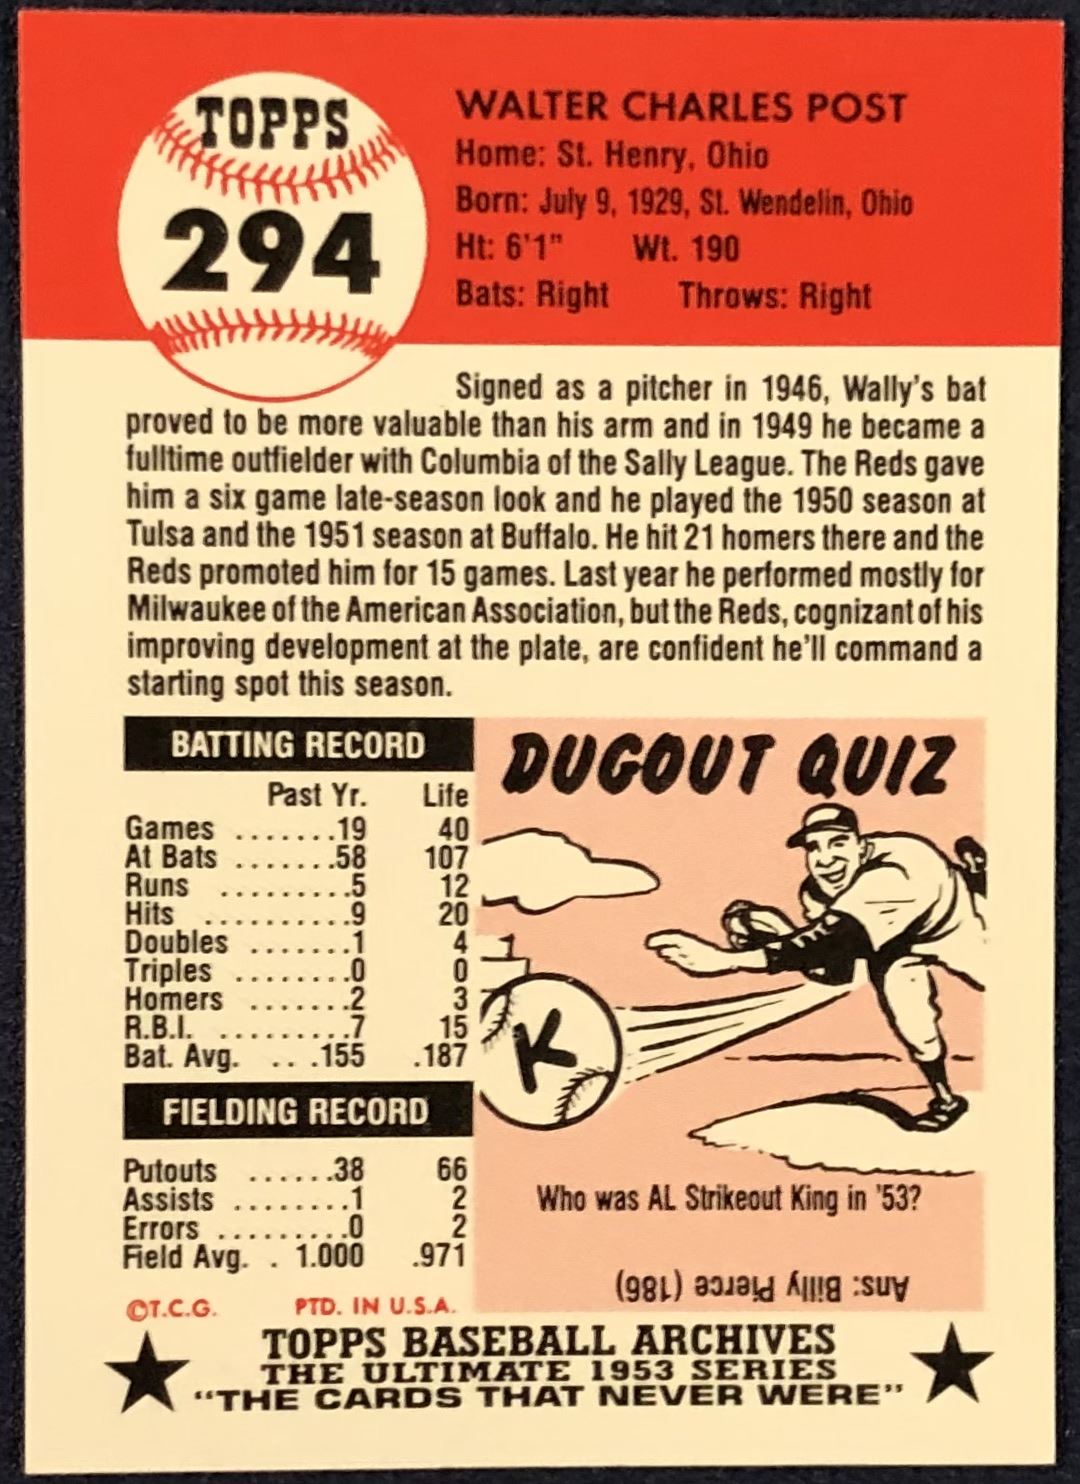 TOPPS
294
WALTER CHARLES POST
Home: St. Henry, Ohio
Born: July 9, 1929, St. Wendelin, Ohio
Ht: 6'1" Wt. 190
Bats: Right Throws: Right
Signed as a pitcher in 1946, Wally's bat
proved to be more valuable than his arm and in 1949 he became a
fulltime outfielder with Columbia of the Sally League. The Reds gave
him a six game late-season look and he played the 1950 season at
Tulsa and the 1951 season at Buffalo. He hit 21 homers there and the
Reds promoted him for 15 games. Last year he performed mostly for
Milwaukee of the American Association, but the Reds, cognizant of his
improving development at the plate, are confident he'll command a
starting spot this season.
BATTING RECORD
Past Yr. Life
Games .......19 40
At Bats .......58 107
Runs .........5 12
Hits ..........9 20
Doubles .......1 4
Triples ........0 0
Homers .......2 3
R.B.I. .........7 15
Bat. Avg. ...155 .187
FIELDING RECORD
Putouts ......38 66
Assists ........1 2
Errors .........0 2
Field Avg. . 1.000 .971
DUGOUT QUIZ
K
Who was AL Strikeout King in '53?
Ans: Billy Pierce (186)
©T.C.G. PTD. IN U.S.A.
TOPPS BASEBALL ARCHIVES
THE ULTIMATE 1953 SERIES
"THE CARDS THAT NEVER WERE"